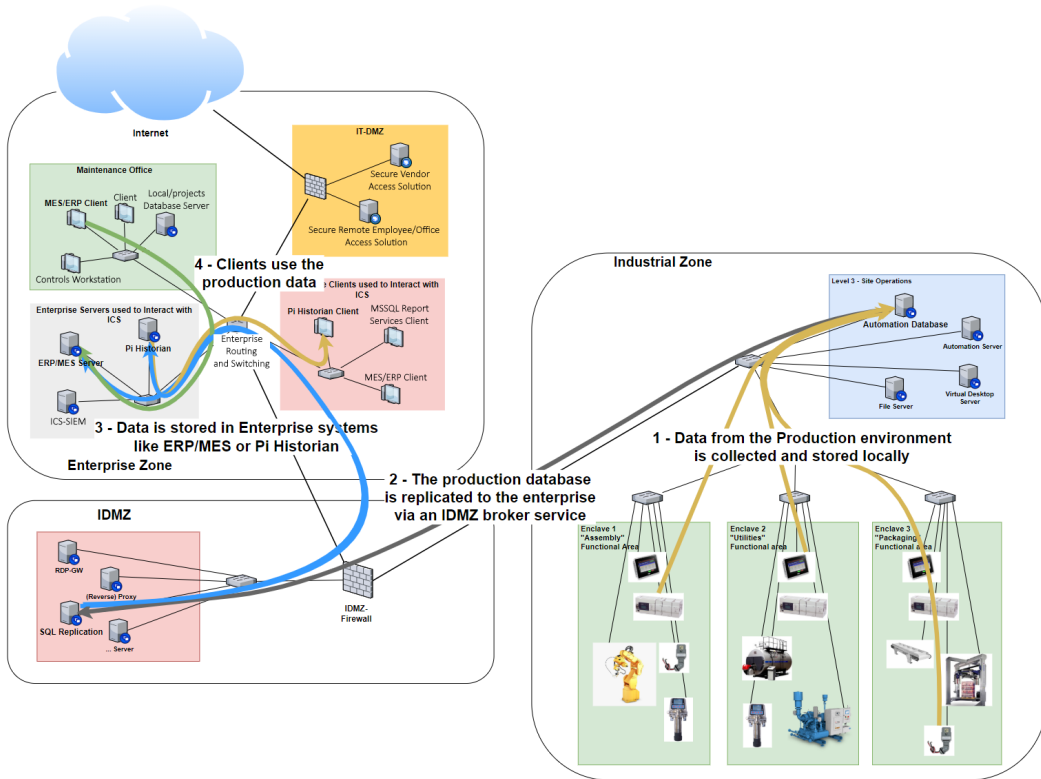 Internet
IT-DMZ
Secure Vendor
Access Solution
Secure Remote Employee/Office
Access Solution
Maintenance Office
MES/ERP Client
Client
Local/projects
Database Server
Controls Workstation
4 - Clients use the
production data
Clients used to Interact with
ICS
Pi Historian Client
MSSQL Report
Services Client
MES/ERP Client
Enterprise Servers used to Interact with
ICS
Pi Historian
ERP/MES Server
ICS-SIEM
Enterprise
Routing
and Switching
3 - Data is stored in Enterprise systems
like ERP/MES or Pi Historian
Enterprise Zone
2 - The production database
is replicated to the enterprise
via an IDMZ broker service
IDMZ
RDP-GW
(Reverse) Proxy
SQL Replication
... Server
IDMZ-
Firewall
Industrial Zone
Level 3 - Site Operations
Automation Database
Automation Server
Virtual Desktop
Server
File Server
1 - Data from the Production environment
is collected and stored locally
Enclave 1
"Assembly"
Functional Area
Enclave 2
"Utilities"
Functional area
Enclave 3
"Packaging"
Functional area